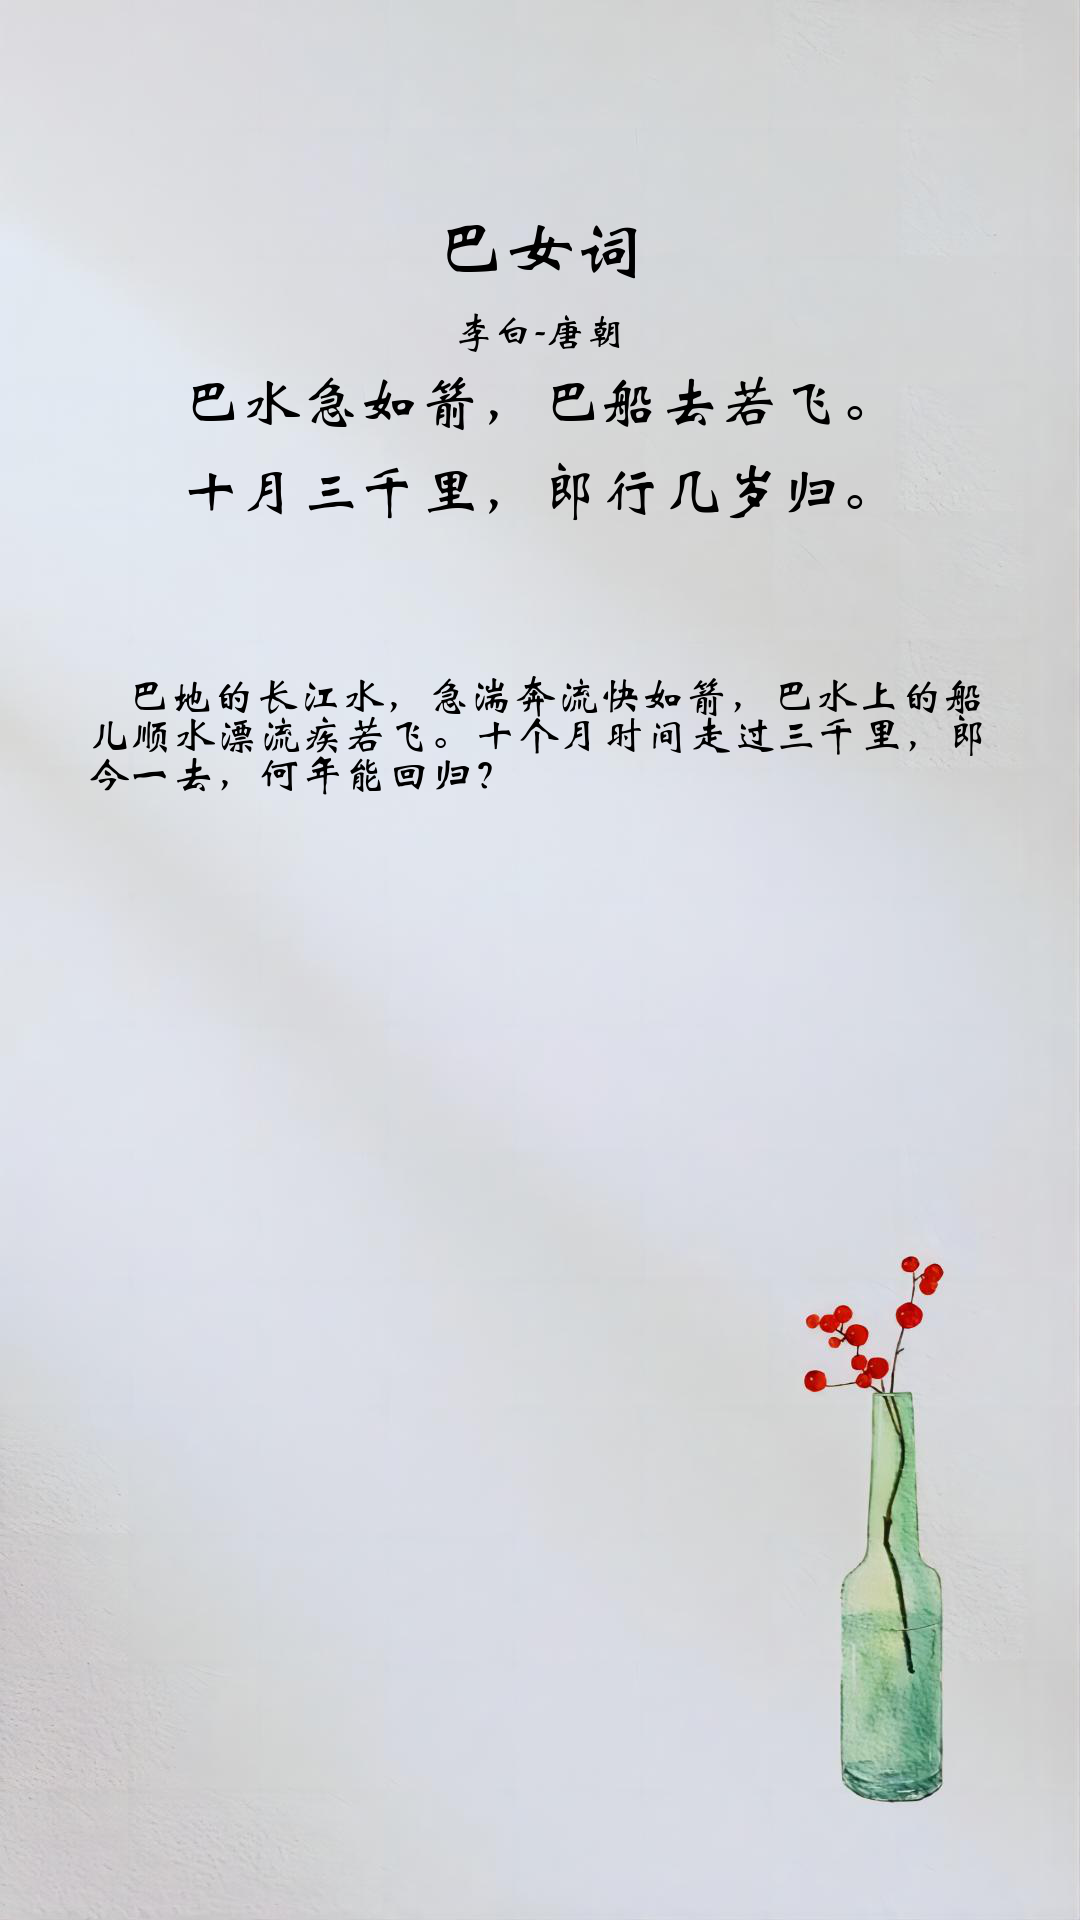 巴女词
李白-唐朝
巴水急如箭，巴船去若飞。
十月三千里，郎行几岁归。
巴地的长江水，急湍奔流快如箭，巴水上的船
儿顺水漂流疾若飞。十个月时间走过三千里，郎
今一去，何年能回归？